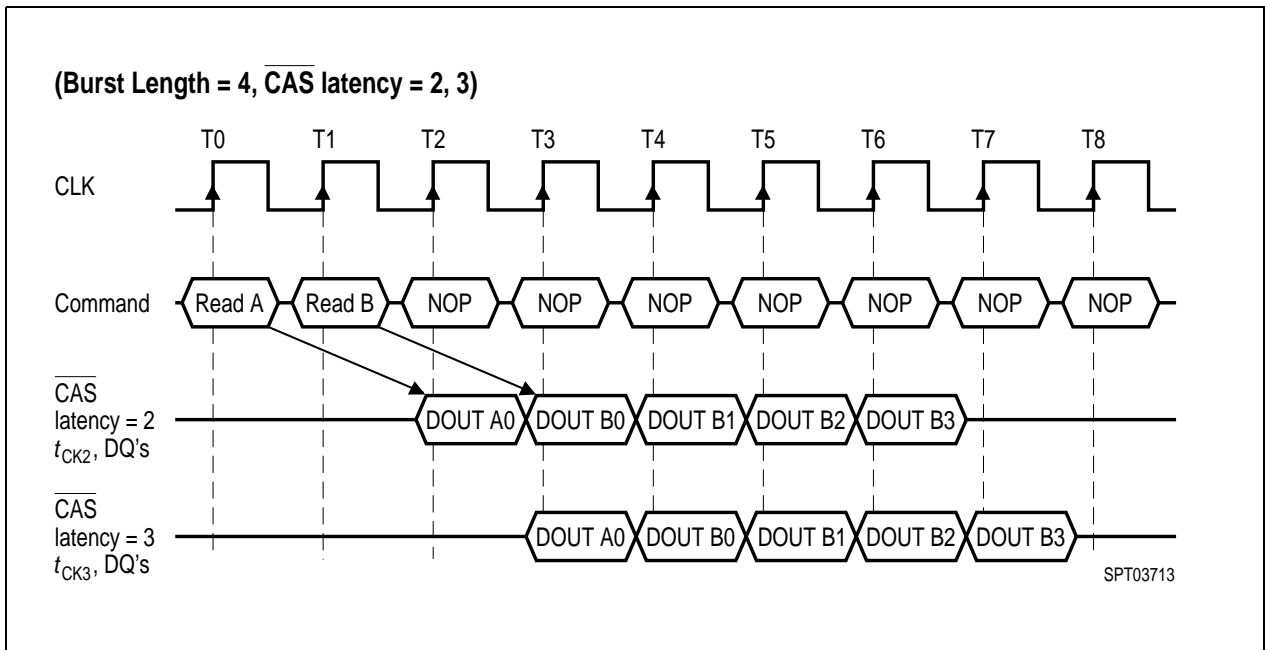 (Burst Length = 4, CAS latency = 2, 3)
T0 T1 T2 T3 T4 T5 T6 T7 T8
CLK
Command Read A Read B NOP NOP NOP NOP NOP NOP NOP
CAS
latency = 2 DOUT A0 DOUT B0 DOUT B1 DOUT B2 DOUT B3
tCK2, DQ's
CAS
latency = 3 DOUT A0 DOUT B0 DOUT B1 DOUT B2 DOUT B3
tCK3, DQ's
SPT03713